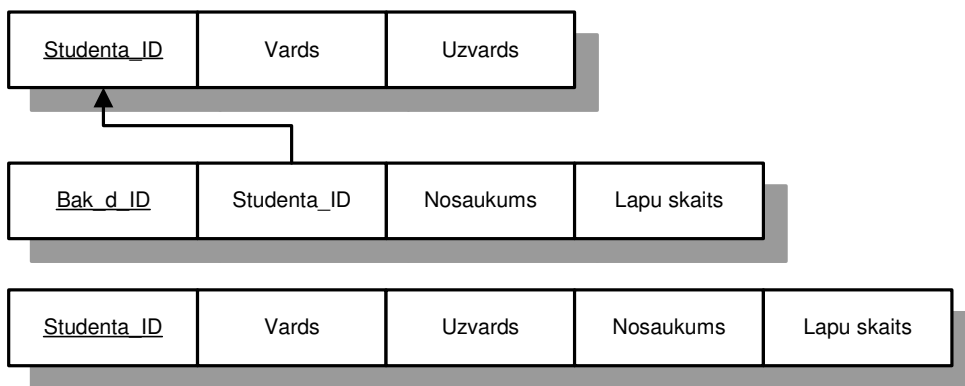 Studenta_ID Vards Uzvards
Bak_d_ID Studenta_ID Nosaukums Lapu skaits
Studenta_ID Vards Uzvards Nosaukums Lapu skaits